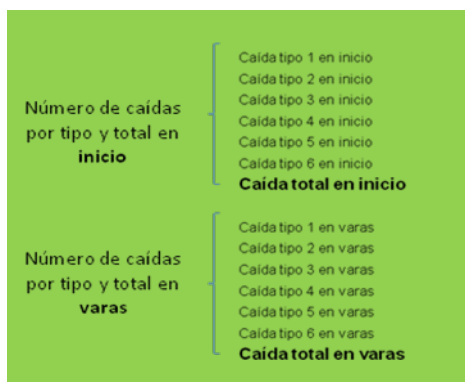 Número de caídas
por tipo y total en
inicio
Caída tipo 1 en inicio
Caída tipo 2 en inicio
Caída tipo 3 en inicio
Caída tipo 4 en inicio
Caída tipo 5 en inicio
Caída tipo 6 en inicio
Caída total en inicio
Número de caídas
por tipo y total en
varas
Caída tipo 1 en varas
Caída tipo 2 en varas
Caída tipo 3 en varas
Caída tipo 4 en varas
Caída tipo 5 en varas
Caída tipo 6 en varas
Caída total en varas